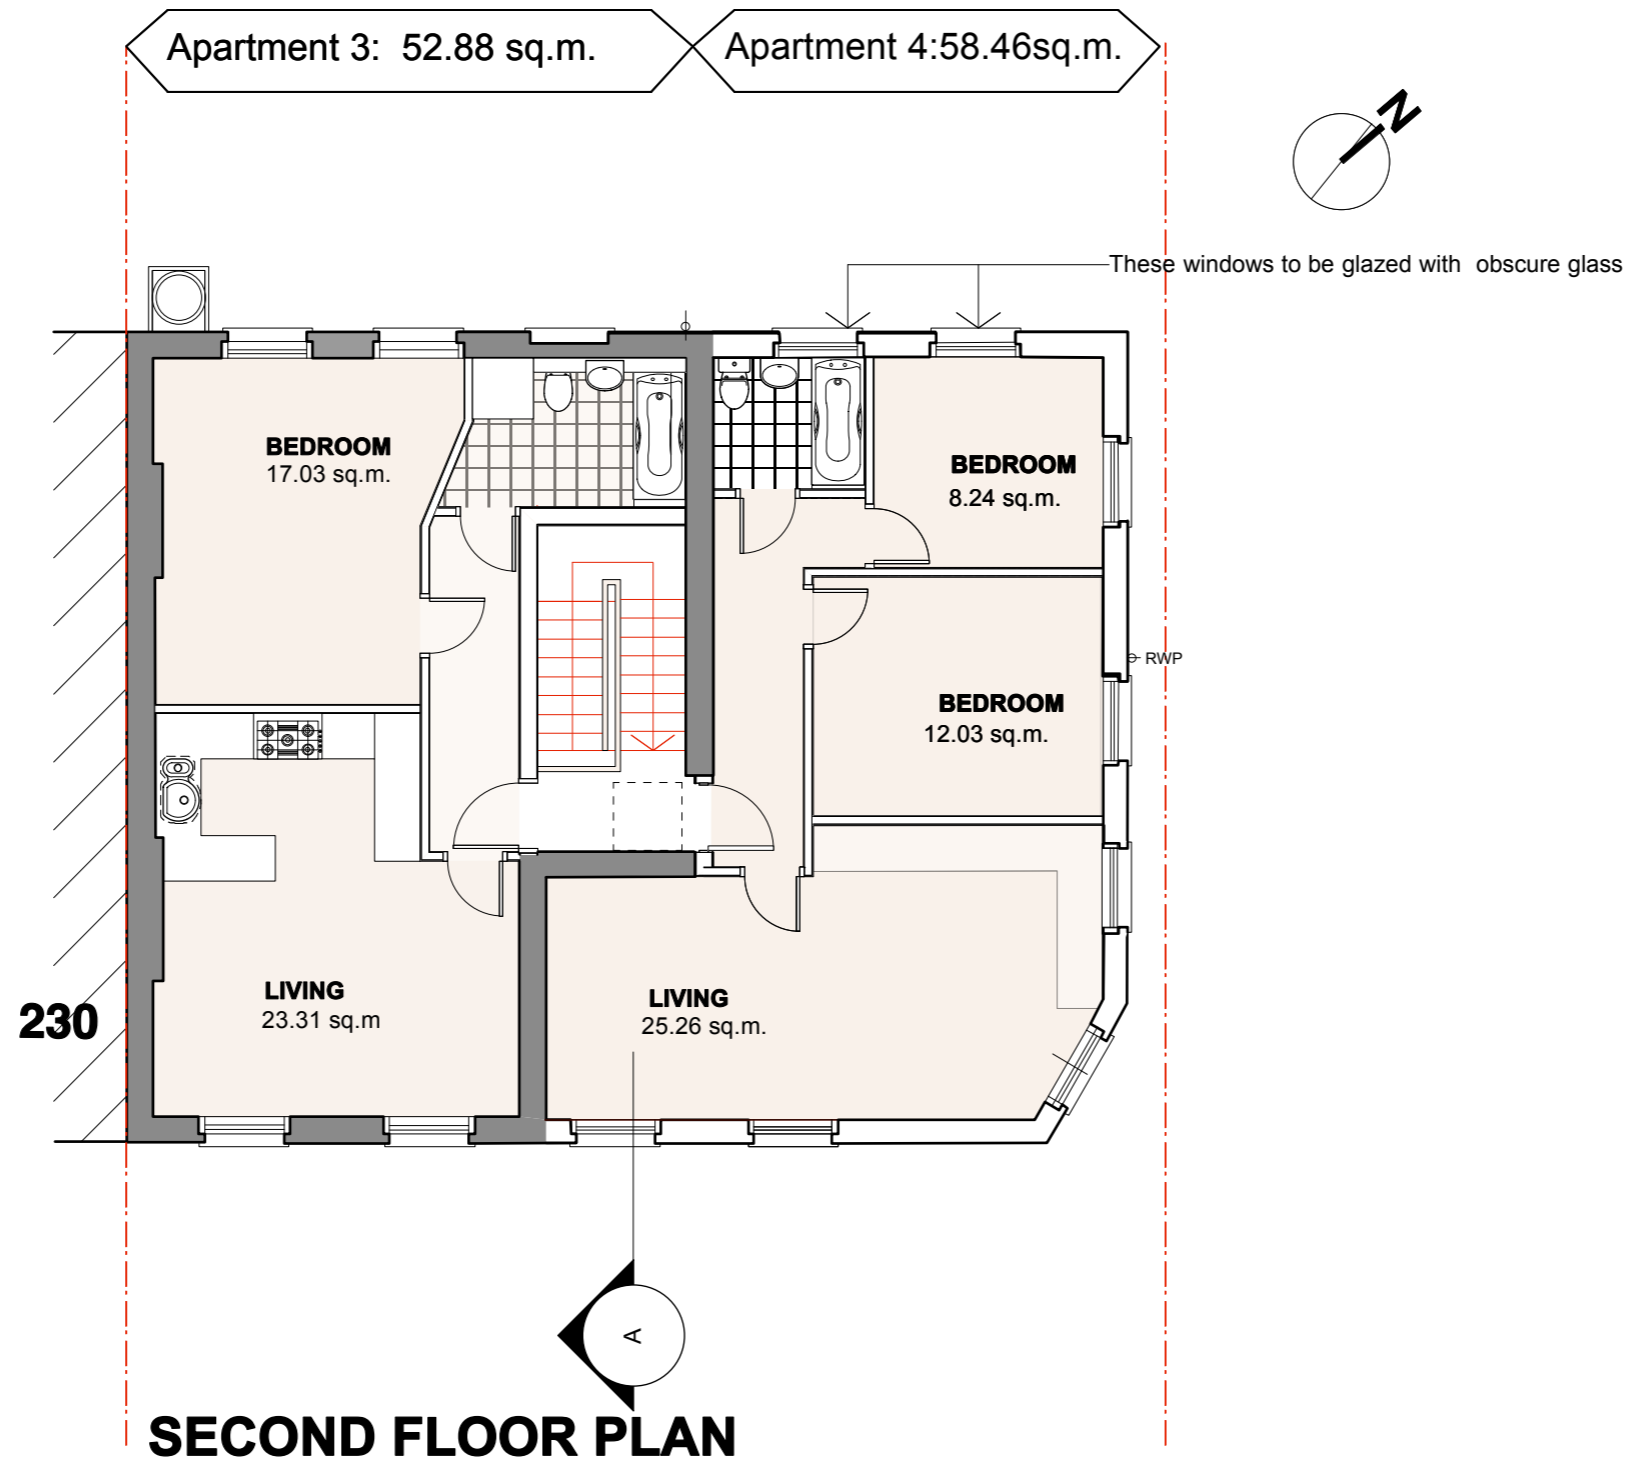 Apartment 3: 52.88 sq.m.
Apartment 4:58.46sq.m.
N
These windows to be glazed with obscure glass
BEDROOM
17.03 sq.m.
BEDROOM
8.24 sq.m.
RWP
BEDROOM
12.03 sq.m.
LIVING
23.31 sq.m
LIVING
25.26 sq.m.
230
A
SECOND FLOOR PLAN